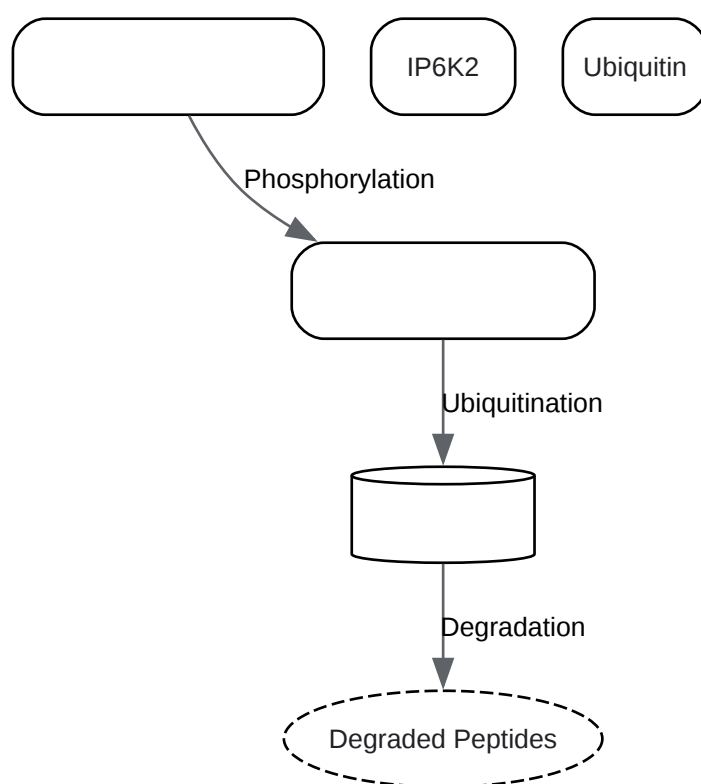 IP6K2
Ubiquitin
Phosphorylation
Ubiquitination
Degradation
Degraded Peptides